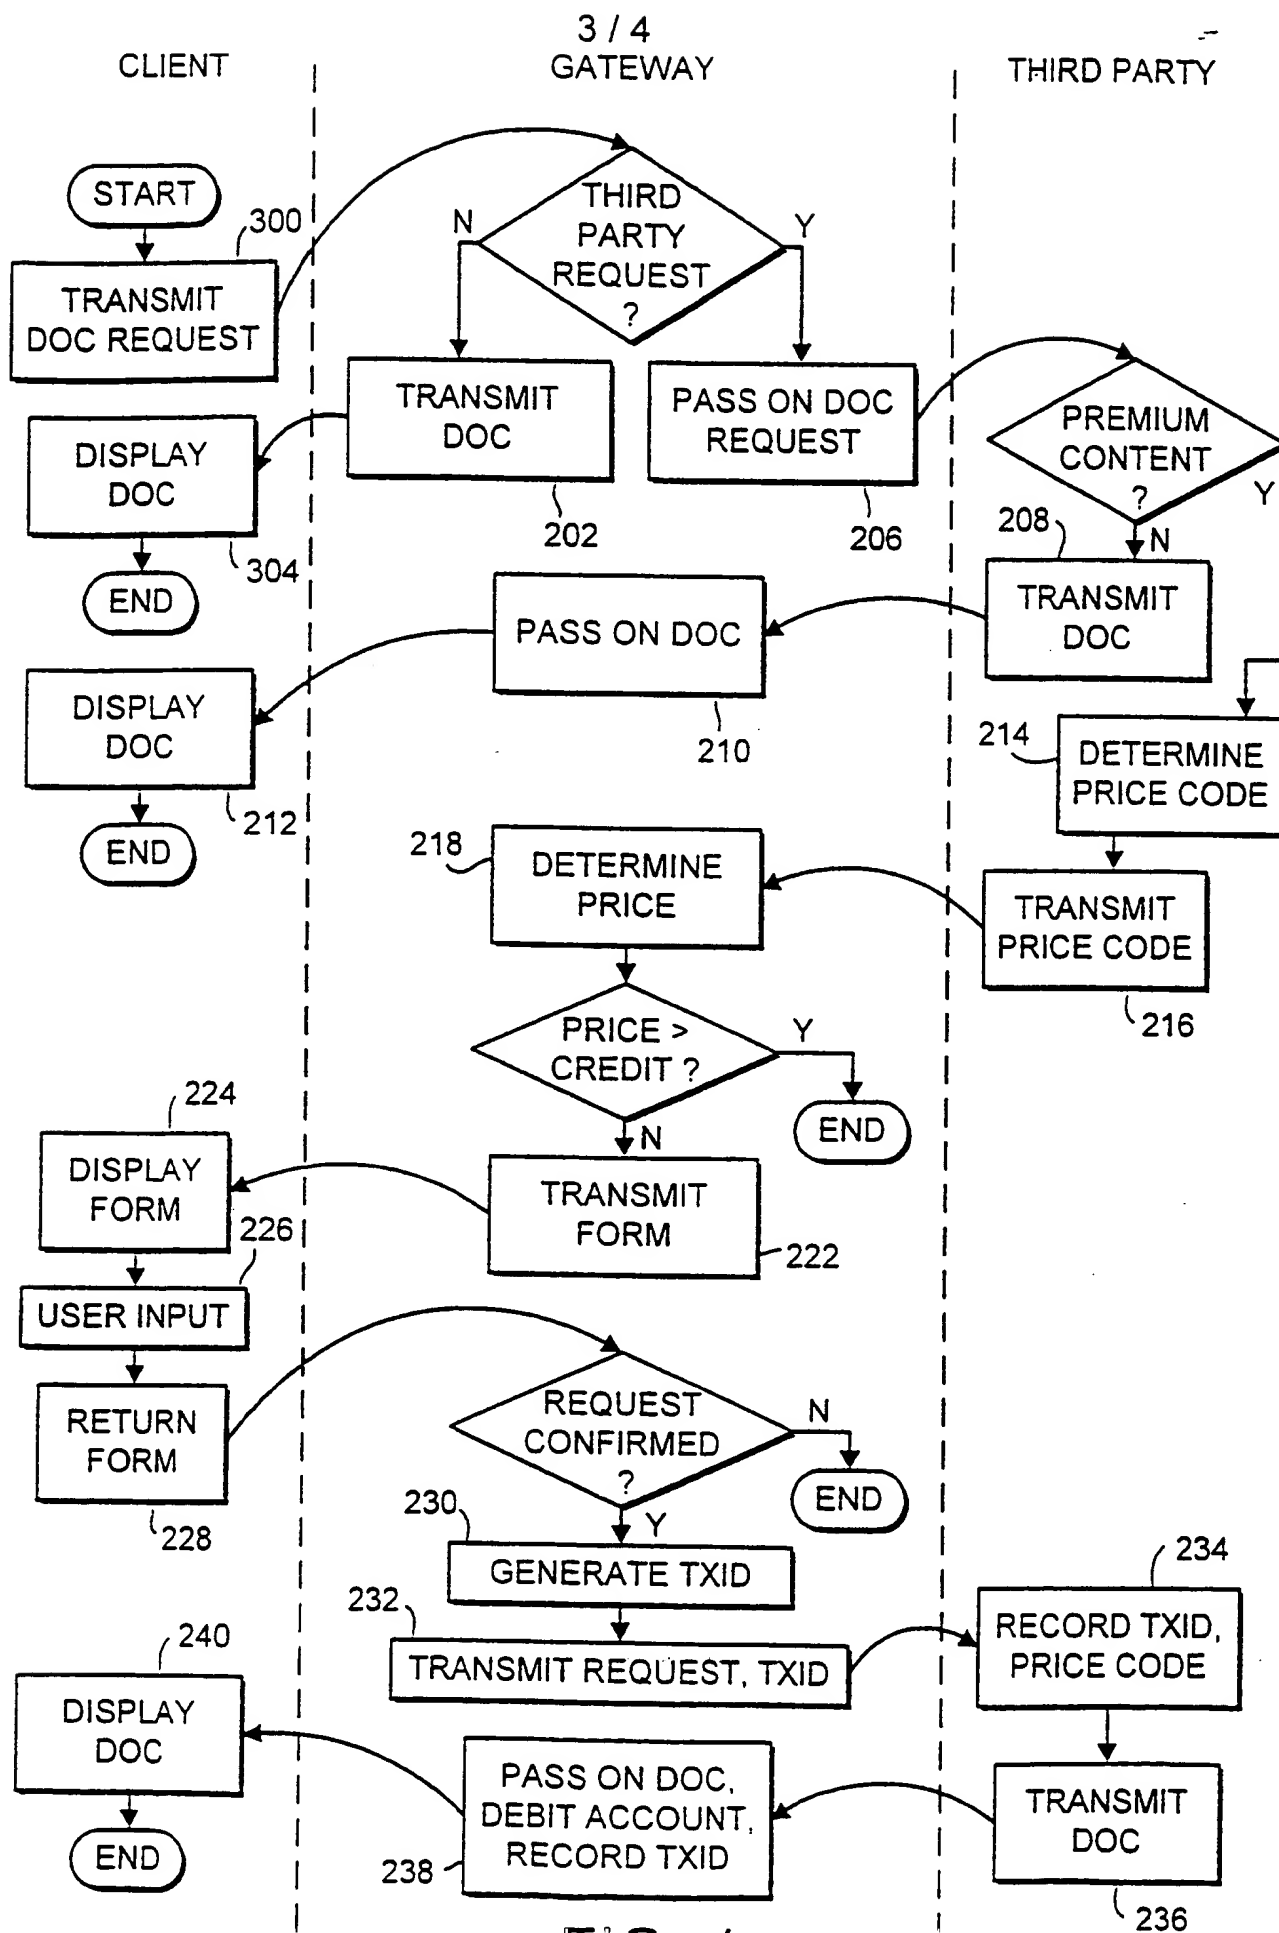 3 / 4
CLIENT
GATEWAY
THIRD PARTY
START
300
TRANSMIT
DOC REQUEST
THIRD
PARTY
REQUEST
?
N
Y
TRANSMIT
DOC
202
PASS ON DOC
REQUEST
206
PREMIUM
CONTENT
?
Y
N
DISPLAY
DOC
304
END
208
TRANSMIT
DOC
PASS ON DOC
210
DISPLAY
DOC
212
END
214
DETERMINE
PRICE CODE
218
DETERMINE
PRICE
TRANSMIT
PRICE CODE
216
PRICE >
CREDIT ?
Y
END
N
224
DISPLAY
FORM
TRANSMIT
FORM
222
226
USER INPUT
RETURN
FORM
228
REQUEST
CONFIRMED
?
N
END
Y
230
GENERATE TXID
232
TRANSMIT REQUEST, TXID
234
RECORD TXID,
PRICE CODE
240
DISPLAY
DOC
END
PASS ON DOC,
DEBIT ACCOUNT,
RECORD TXID
238
TRANSMIT
DOC
236